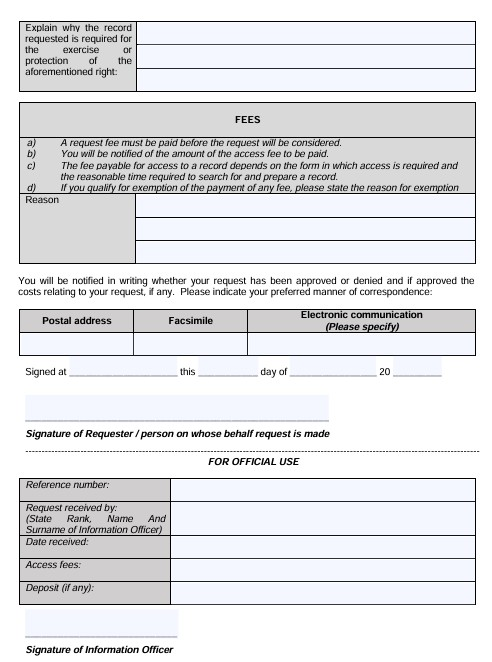 Explain why the record
requested is required for
the exercise or
protection of the
aforementioned right:
FEES
a) A request fee must be paid before the request will be considered.
b) You will be notified of the amount of the access fee to be paid.
c) The fee payable for access to a record depends on the form in which access is required and
the reasonable time required to search for and prepare a record.
d) If you qualify for exemption of the payment of any fee, please state the reason for exemption
Reason
You will be notified in writing whether your request has been approved or denied and if approved the
costs relating to your request, if any. Please indicate your preferred manner of correspondence:
Postal address Facsimile Electronic communication
(Please specify)
Signed at ____________________ this ___________ day of ________________ 20 _________
Signature of Requester / person on whose behalf request is made
FOR OFFICIAL USE
Reference number:
Request received by:
(State Rank, Name And
Surname of Information Officer)
Date received:
Access fees:
Deposit (if any):
Signature of Information Officer